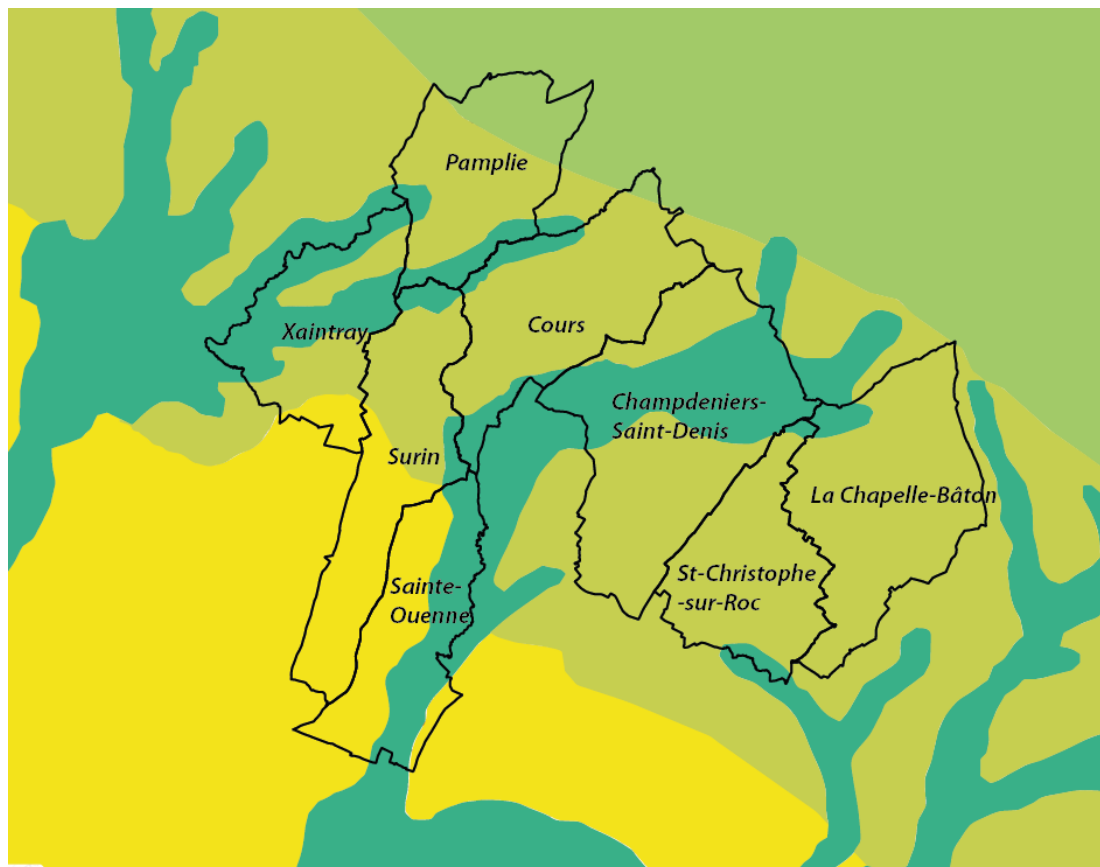 Pamplie
Xaintray
Cours
Champdeniers-
Saint-Denis
Surin
La Chapelle-Bâton
St-Christophe
-sur-Roc
Sainte-
Ouenne